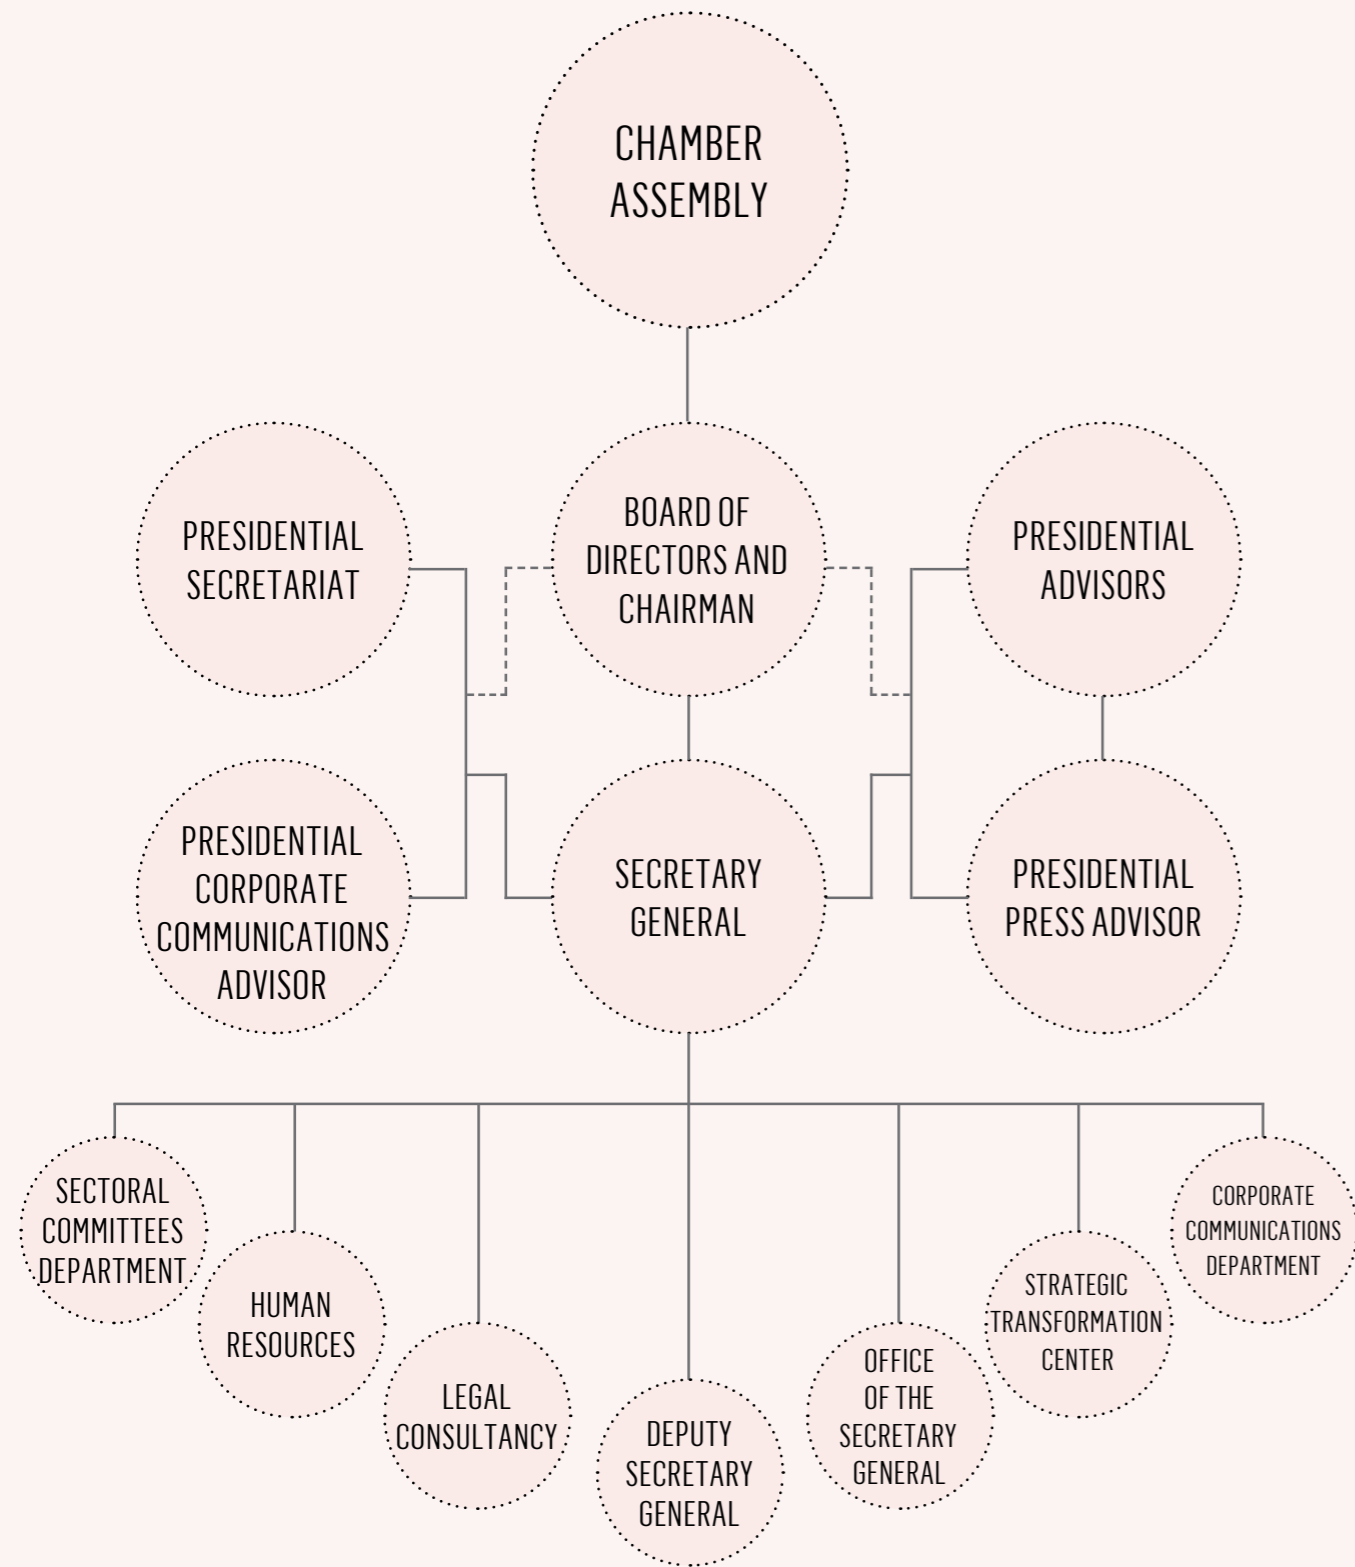 CHAMBER
ASSEMBLY
PRESIDENTIAL
SECRETARIAT
BOARD OF
DIRECTORS AND
CHAIRMAN
PRESIDENTIAL
ADVISORS
PRESIDENTIAL
CORPORATE
COMMUNICATIONS
ADVISOR
SECRETARY
GENERAL
PRESIDENTIAL
PRESS ADVISOR
SECTORAL
COMMITTEES
DEPARTMENT
HUMAN
RESOURCES
LEGAL
CONSULTANCY
DEPUTY
SECRETARY
GENERAL
OFFICE
OF THE
SECRETARY
GENERAL
STRATEGIC
TRANSFORMATION
CENTER
CORPORATE
COMMUNICATIONS
DEPARTMENT